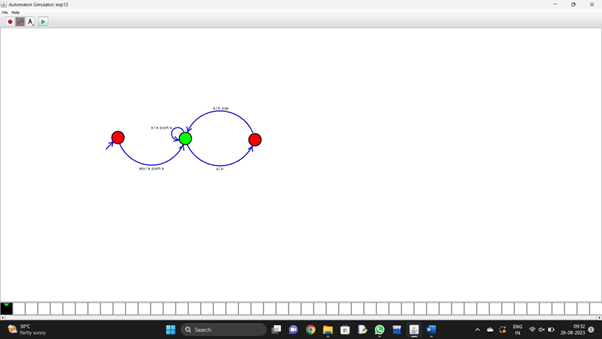 Automaton Simulator: exp13
File Help
A
a / b: pop
a / a: push a
any / a: push a
a / b
30°C
Partly sunny
Search
ENG
IN
09:32
26-08-2023